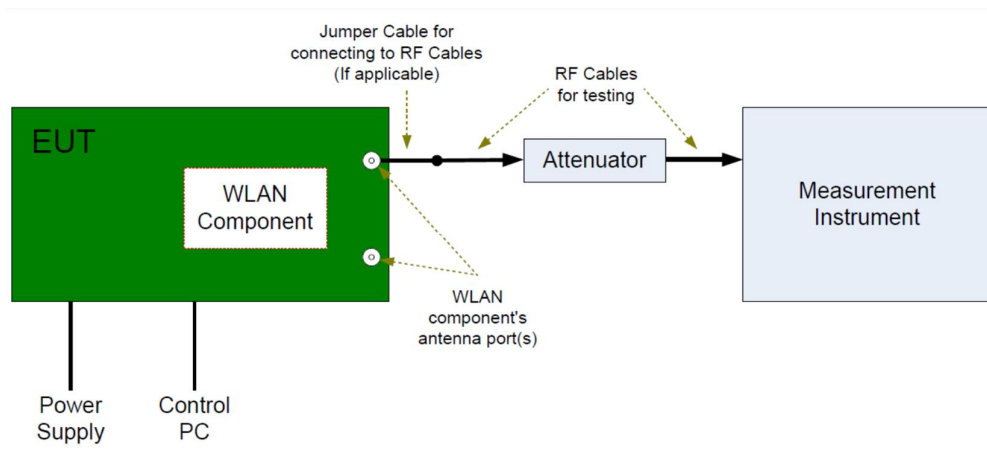 Jumper Cable for
connecting to RF Cables
(If applicable)
RF Cables
for testing
EUT
WLAN
Component
Attenuator
Measurement
Instrument
WLAN
component's
antenna port(s)
Power
Supply
Control
PC